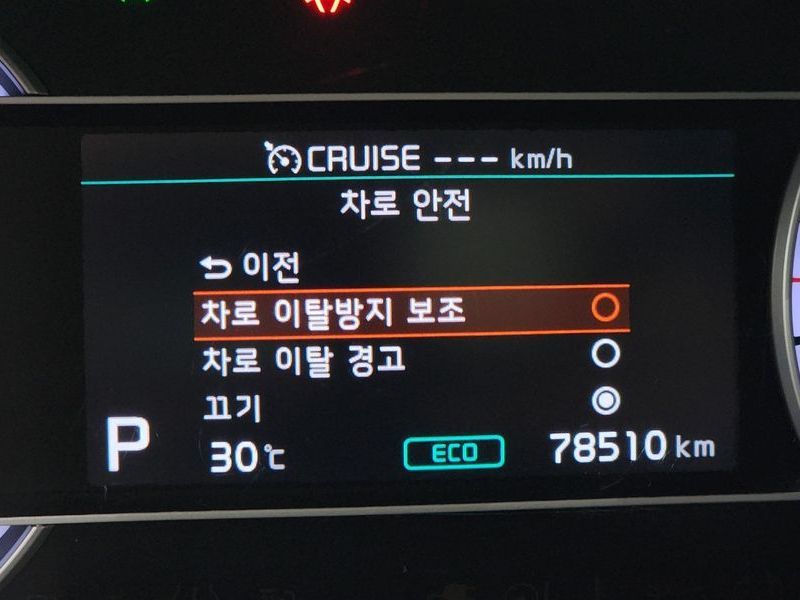 CRUISE --- km/h
차로 안전
이전
차로 이탈방지 보조
차로 이탈 경고
끄기
P 30℃ ECO 78510 km